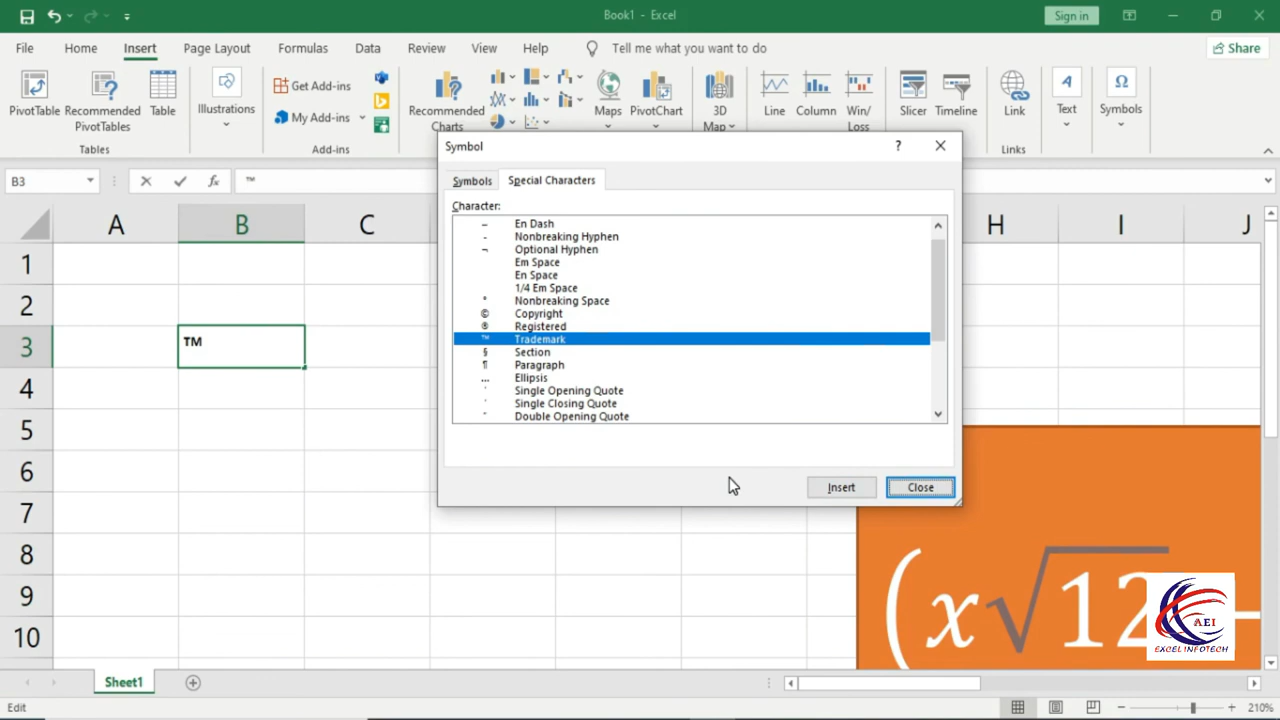 Book1 - Excel
Sign in
File Home Insert Page Layout Formulas Data Review View Help Tell me what you want to do Share
PivotTable
Recommended
PivotTables
Table
Tables
Illustrations
Get Add-ins
My Add-ins
Add-ins
Recommended
Charts
Maps
PivotChart
3D
Map
Line
Column
Win/
Loss
Slicer
Timeline
Link
Links
Text
Symbols
B3
fx
™
Symbol
?
Symbols Special Characters
Character:
– En Dash
- Nonbreaking Hyphen
¬ Optional Hyphen
Em Space
En Space
1/4 Em Space
° Nonbreaking Space
© Copyright
® Registered
™ Trademark
§ Section
¶ Paragraph
… Ellipsis
Single Opening Quote
Single Closing Quote
Double Opening Quote
Insert Close
A B C H I J
1
2
3 ™
4
5
6
7
8
9
10
(x√12 –
AEI
EXCEL INFOTECH
Sheet1
Edit
210%